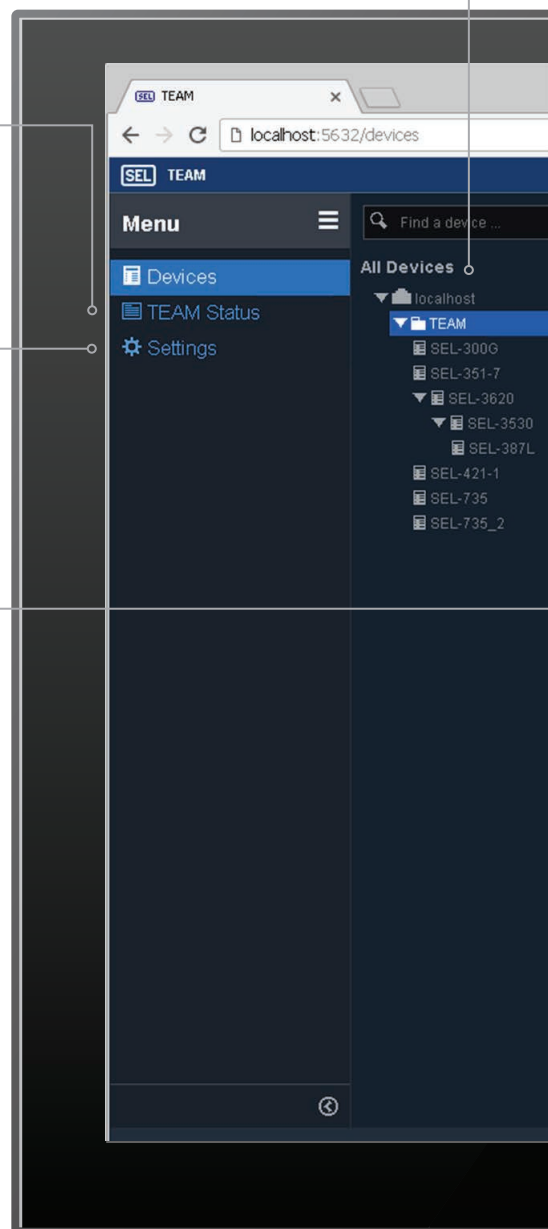 SEL TEAM
localhost:5632/devices
SEL TEAM
Menu
Find a device ...
Devices
TEAM Status
Settings
All Devices
localhost
TEAM
SEL-300G
SEL-351-7
SEL-3620
SEL-3530
SEL-387L
SEL-421-1
SEL-735
SEL-735_2